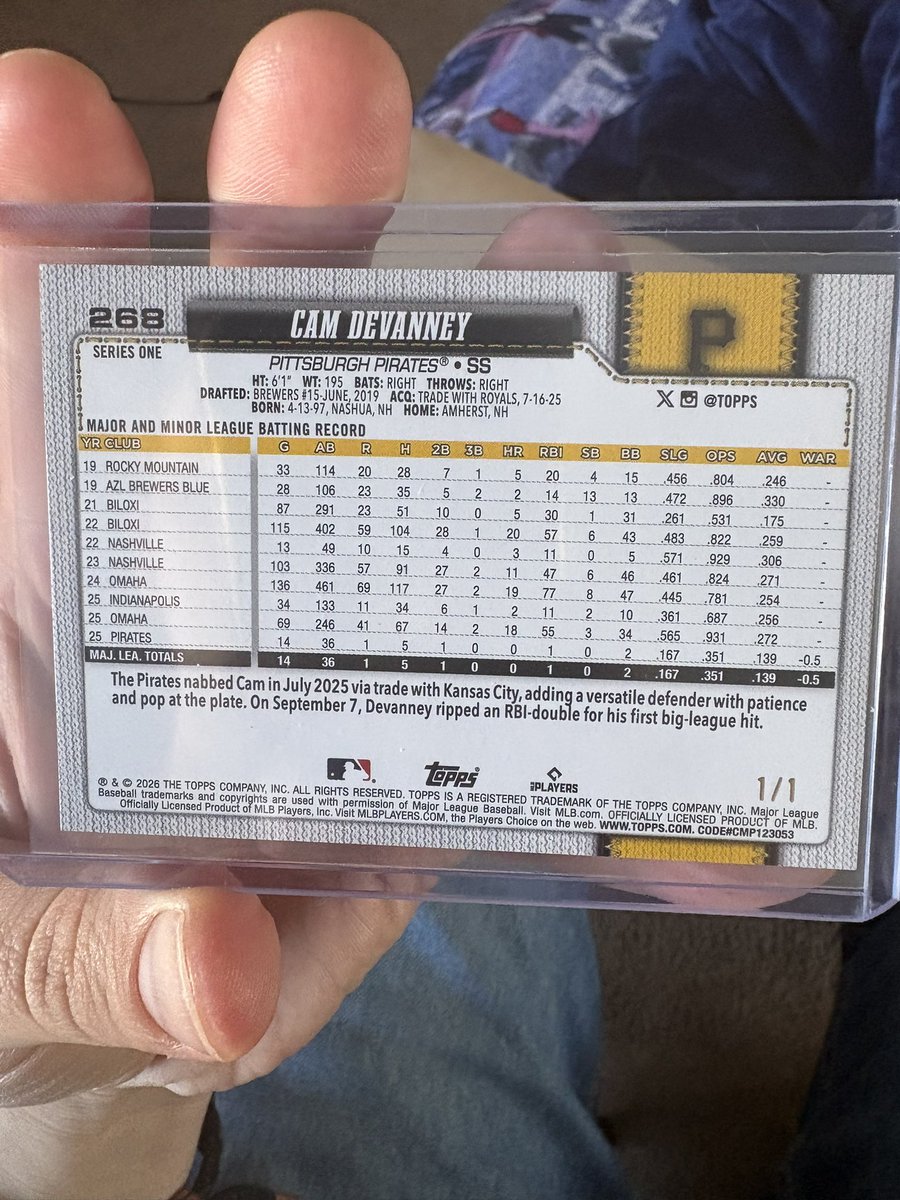 268
CAM DEVANNEY
P
SERIES ONE
PITTSBURGH PIRATES® • SS
HT: 6'1" WT: 195 BATS: RIGHT THROWS: RIGHT
DRAFTED: BREWERS #15-JUNE, 2019 ACQ: TRADE WITH ROYALS, 7-16-25
BORN: 4-13-97, NASHUA, NH HOME: AMHERST, NH
X @TOPPS
MAJOR AND MINOR LEAGUE BATTING RECORD
YR CLUB G AB R H 2B 3B HR RBI SB BB SLG OPS AVG WAR
19 ROCKY MOUNTAIN 33 114 20 28 7 1 5 20 4 15 .456 .804 .246 -
19 AZL BREWERS BLUE 28 106 23 35 5 2 2 14 13 13 .472 .896 .330 -
21 BILOXI 87 291 23 51 10 0 5 30 1 31 .261 .531 .175 -
22 BILOXI 115 402 59 104 28 1 20 57 6 43 .483 .822 .259 -
22 NASHVILLE 13 49 10 15 4 0 3 11 0 5 .571 .929 .306 -
23 NASHVILLE 103 336 57 91 27 2 11 47 6 46 .461 .824 .271 -
24 OMAHA 136 461 69 117 27 2 19 77 8 47 .445 .781 .254 -
25 INDIANAPOLIS 34 133 11 34 6 1 2 11 2 10 .361 .687 .256 -
25 OMAHA 69 246 41 67 14 2 18 55 3 34 .565 .931 .272 -
25 PIRATES 14 36 1 5 1 0 0 1 0 2 .167 .351 .139 -0.5
MAJ. LEA. TOTALS 14 36 1 5 1 0 0 1 0 2 .167 .351 .139 -0.5
The Pirates nabbed Cam in July 2025 via trade with Kansas City, adding a versatile defender with patience
and pop at the plate. On September 7, Devanney ripped an RBI-double for his first big-league hit.
Topps®
PLAYERS
1/1
® & © 2026 THE TOPPS COMPANY, INC. ALL RIGHTS RESERVED. TOPPS IS A REGISTERED TRADEMARK OF THE TOPPS COMPANY, INC. Major League
Baseball trademarks and copyrights are used with permission of Major League Baseball. Visit MLB.com. OFFICIALLY LICENSED PRODUCT OF MLB.
Officially Licensed Product of MLB Players, Inc. Visit MLBPLAYERS.COM, the Players Choice on the web. WWW.TOPPS.COM. CODE#CMP123053